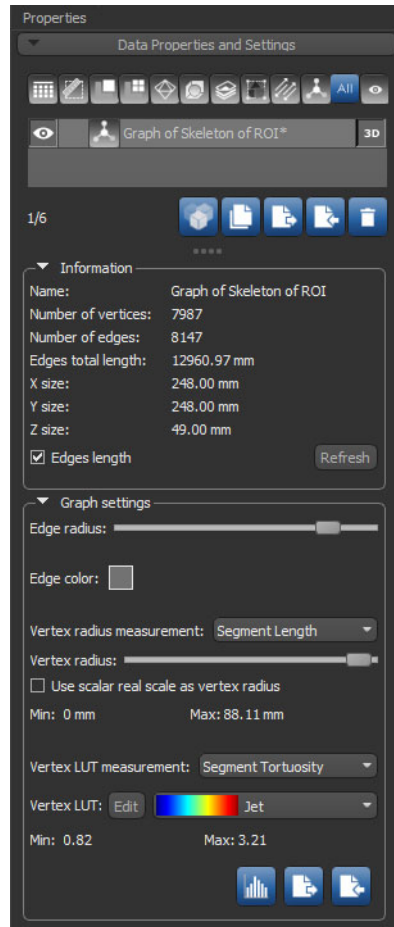 Properties
Data Properties and Settings
All
Graph of Skeleton of ROI* 3D
1/6
Information
Name: Graph of Skeleton of ROI
Number of vertices: 7987
Number of edges: 8147
Edges total length: 12960.97 mm
X size: 248.00 mm
Y size: 248.00 mm
Z size: 49.00 mm
Edges length Refresh
Graph settings
Edge radius:
Edge color:
Vertex radius measurement: Segment Length
Vertex radius:
Use scalar real scale as vertex radius
Min: 0 mm Max: 88.11 mm
Vertex LUT measurement: Segment Tortuosity
Vertex LUT: Edit Jet
Min: 0.82 Max: 3.21